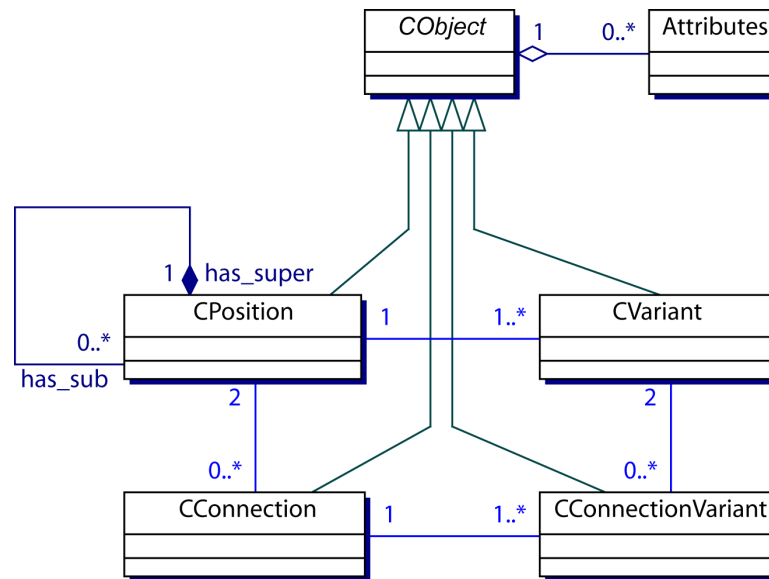 CObject
1
0..*
Attributes
1
has_super
CPosition
0..*
has_sub
1
1..*
CVariant
2
0..*
2
0..*
CConnection
1
1..*
CConnectionVariant